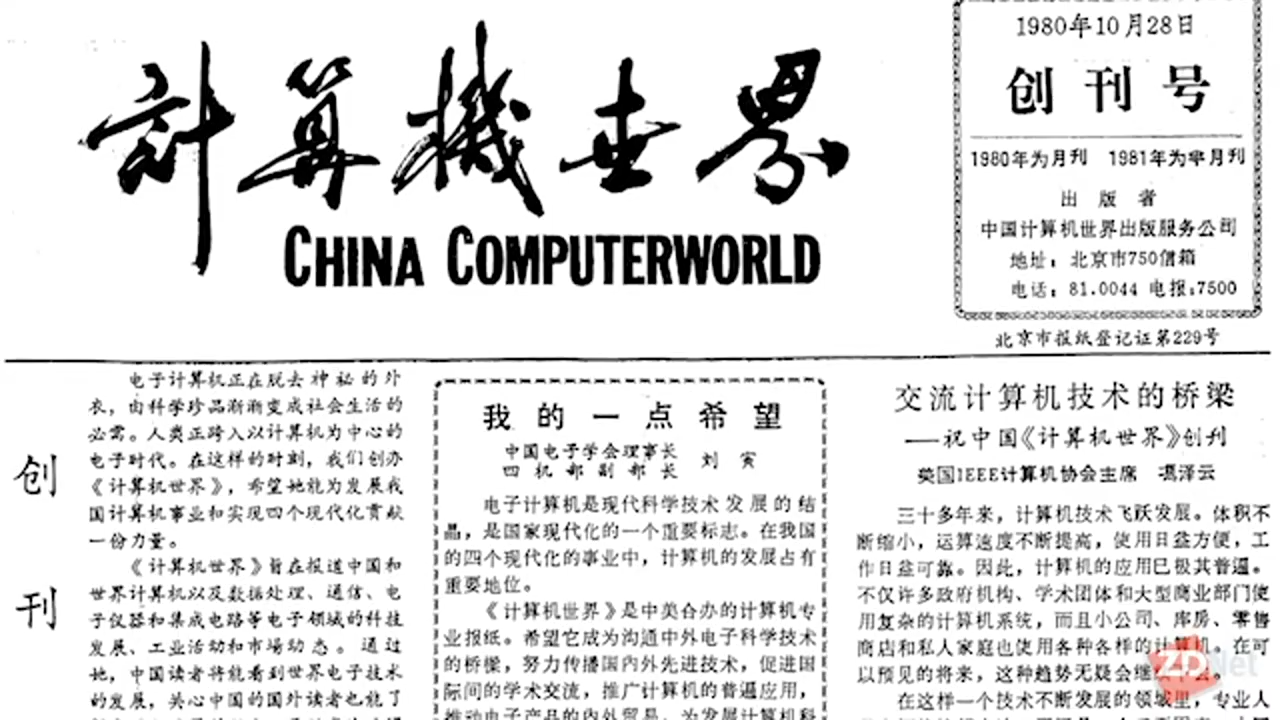 計算機世界
CHINA COMPUTERWORLD
1980年10月28日
创刊号
1980年为月刊 1981年为半月刊
出版者
中国计算机世界出版服务公司
地址：北京市750信箱
电话：81.0044 电报：7500
北京市报纸登记证第229号
创
刊
电子计算机正在脱去神秘的外
衣，由科学珍品渐渐变成社会生活的
必需。人类正跨入以计算机为中心的
电子时代。在这样的时刻，我们创办
《计算机世界》，希望她能为发展我
国计算机事业和实现四个现代化贡献
一份力量。
《计算机世界》旨在报道中国和
世界计算机以及数据处理、通信、电
子仪器和集成电路等电子领域的科技
发展、工业活动和市场动态。通过
她，中国读者将能看到世界电子技术
的发展，关心中国的国外读者也能了
我的一点希望
中国电子学会理事长
四机部副部长
刘寅
电子计算机是现代科学技术发展的结
晶，是国家现代化的一个重要标志。在我国
的四个现代化的事业中，计算机的发展占有
重要地位。
《计算机世界》是中美合办的计算机专
业报纸。希望它成为沟通中外电子科学技术
的桥梁，努力传播国内外先进技术，促进国
际间的学术交流，推广计算机的普遍应用，
推动电子产品的内外贸易，为发展计算机科
交流计算机技术的桥梁
——祝中国《计算机世界》创刊
美国IEEE计算机协会主席 冯泽云
三十多年来，计算机技术飞跃发展。体积不
断缩小，运算速度不断提高，使用日益方便，工
作日益可靠。因此，计算机的应用已极其普遍。
不仅许多政府机构、学术团体和大型商业部门使
用复杂的计算机系统，而且小公司、库房、零售
商店和私人家庭也使用各种各样的计算机。在可
以预见的将来，这种趋势无疑会继
在这样一个技术不断发展的领域里，专业人
ZDNet